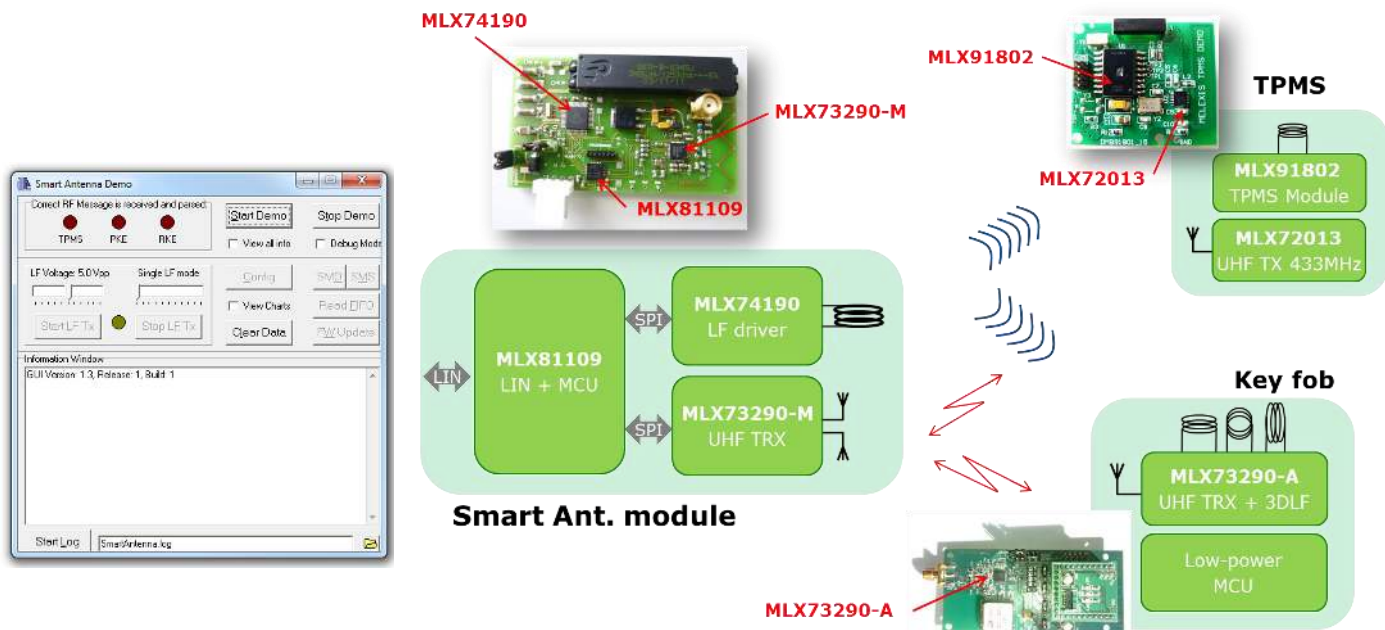 MLX74190
MLX73290-M
MLX81109
MLX91802
MLX72013
MELEXIS TPMS DEMO
TPMS
MLX91802
TPMS Module
MLX72013
UHF TX 433MHz
Smart Antenna Demo
Correct RF Message is received and parsed:
TPMS PKE RKE
Start Demo Stop Demo
View all info Debug Mode
LF Voltage: 5.0 Vpp Single LF mode
Config
View Charts
Start LF Tx Stop LF Tx
Clear Data FW Update
Information Window
GUI Version: 1.3, Release: 1, Build: 1
Start Log SmartAntenna.log
LIN
MLX81109
LIN + MCU
SPI
MLX74190
LF driver
SPI
MLX73290-M
UHF TRX
Smart Ant. module
Key fob
MLX73290-A
UHF TRX + 3DLF
Low-power
MCU
MLX73290-A